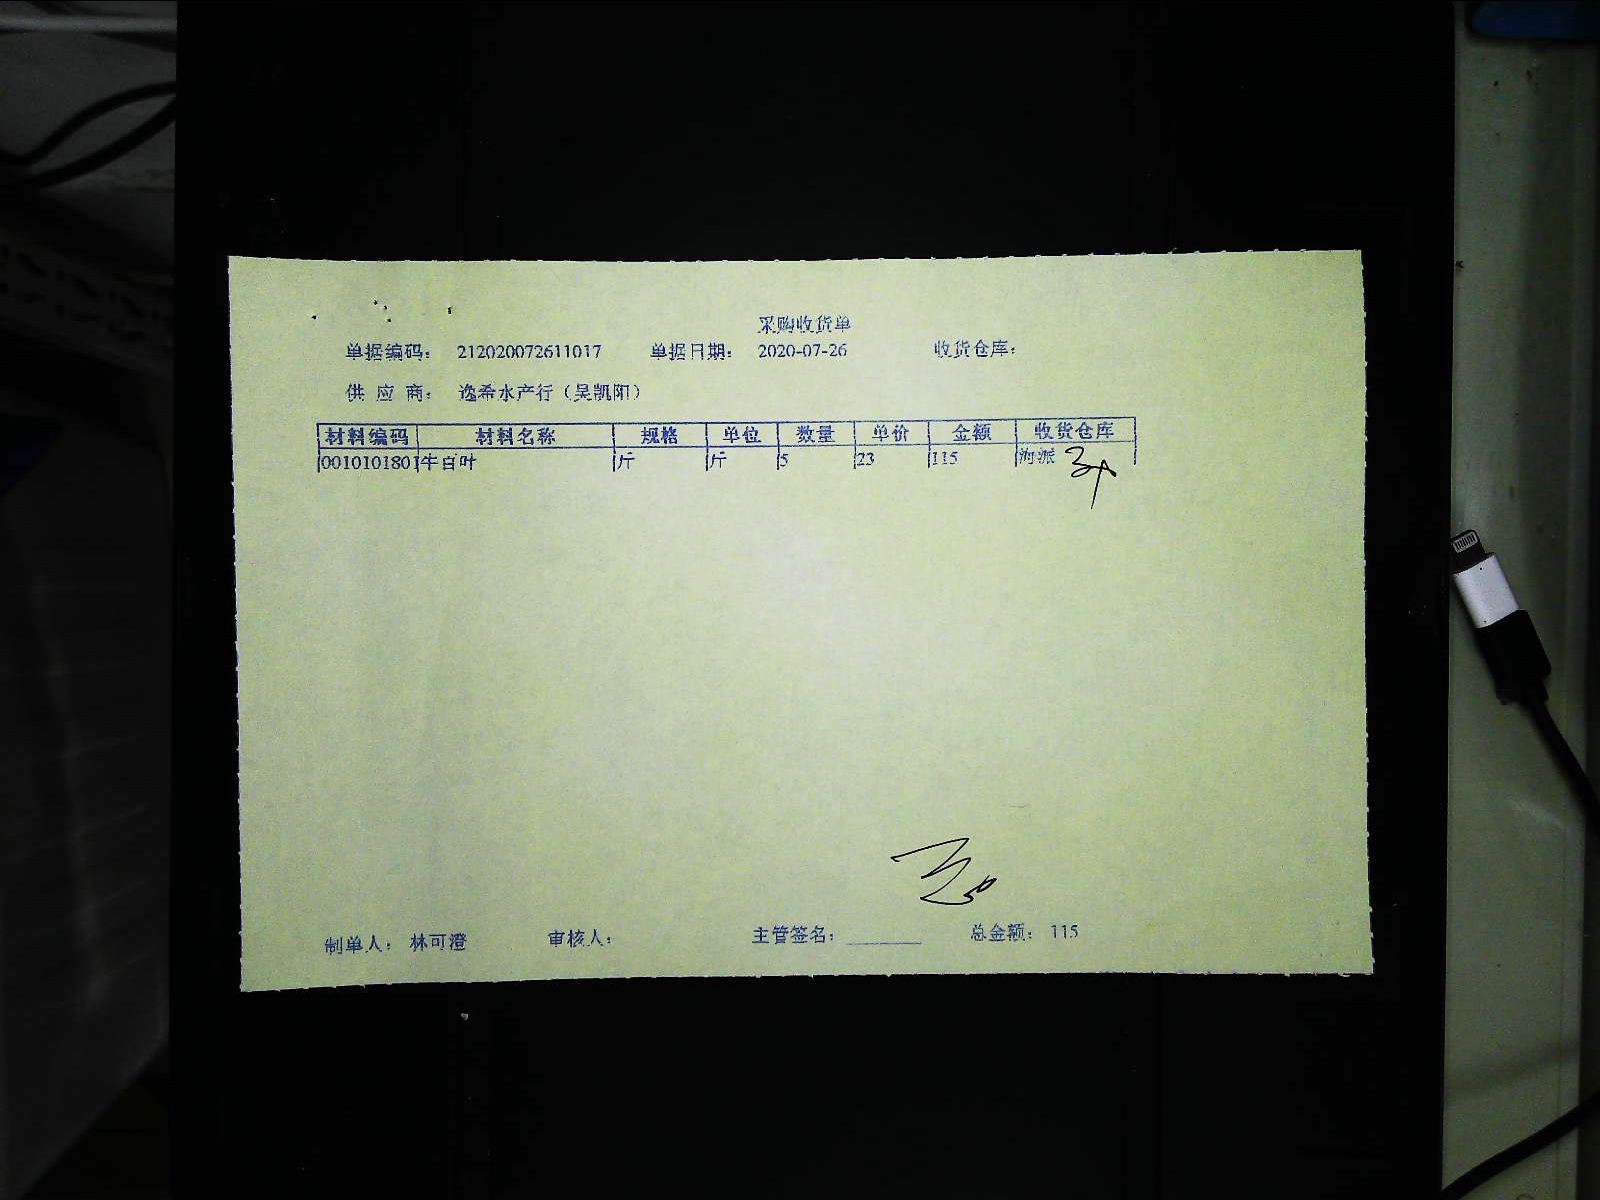 采购收货单
单据编码： 212020072611017 单据日期： 2020-07-26 收货仓库：
供 应 商： 逸希水产行（吴凯阳）
材料编码 材料名称 规格 单位 数量 单价 金额 收货仓库
0010101801 牛百叶 斤 斤 5 23 115 海派
制单人： 林可澄 审核人： 主管签名： 总金额： 115